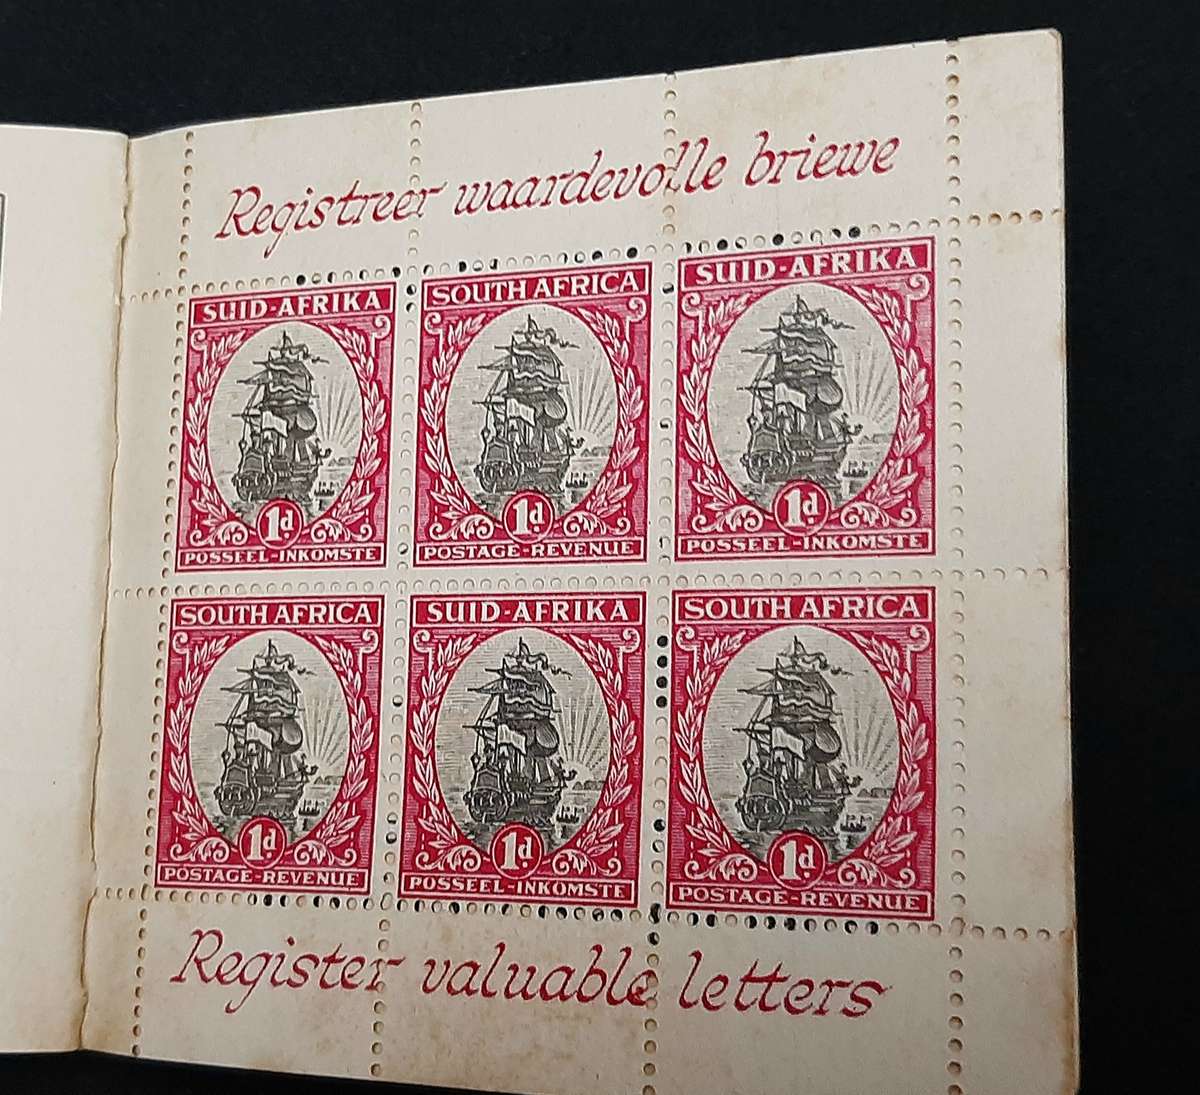 Registreer waardevolle briewe
SUID-AFRIKA
1d.
POSSEEL-INKOMSTE
SOUTH AFRICA
1d.
POSTAGE-REVENUE
SUID-AFRIKA
1d.
POSSEEL-INKOMSTE
SOUTH AFRICA
1d.
POSTAGE-REVENUE
SUID-AFRIKA
1d.
POSSEEL-INKOMSTE
SOUTH AFRICA
1d.
POSTAGE-REVENUE
Register valuable letters